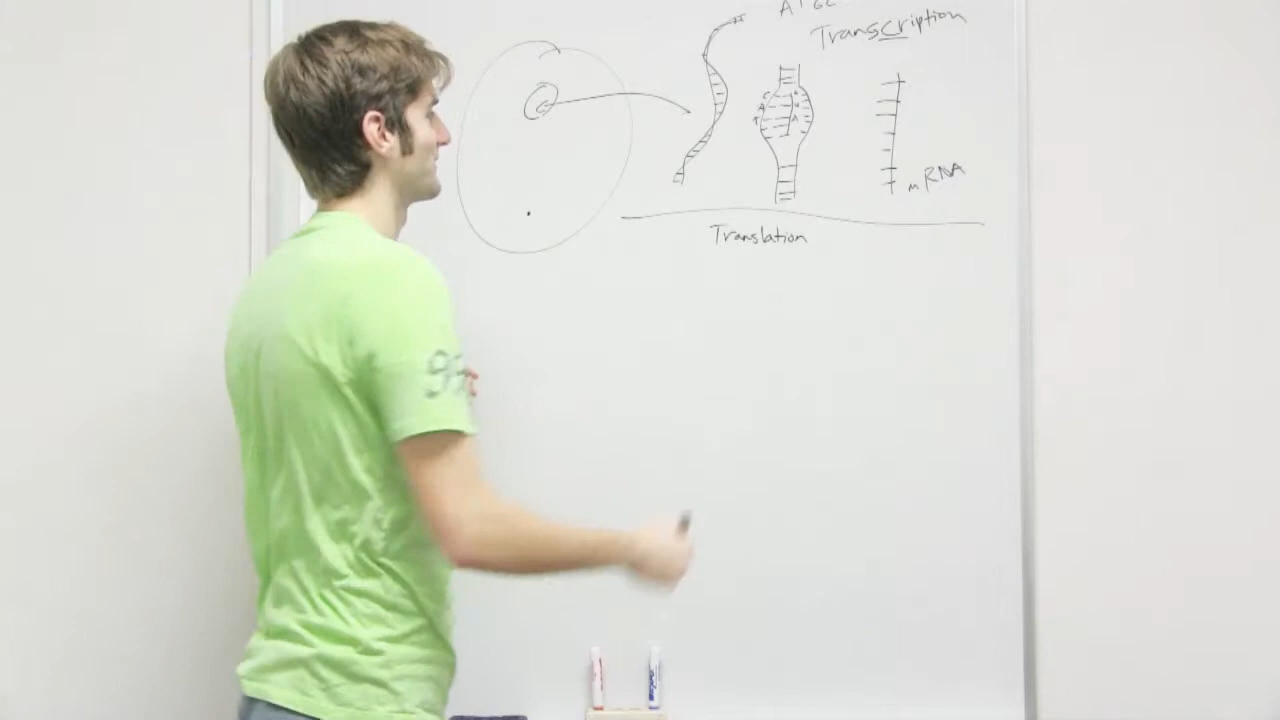 ATGC
Transcription
C
A
T
A
mRNA
Translation